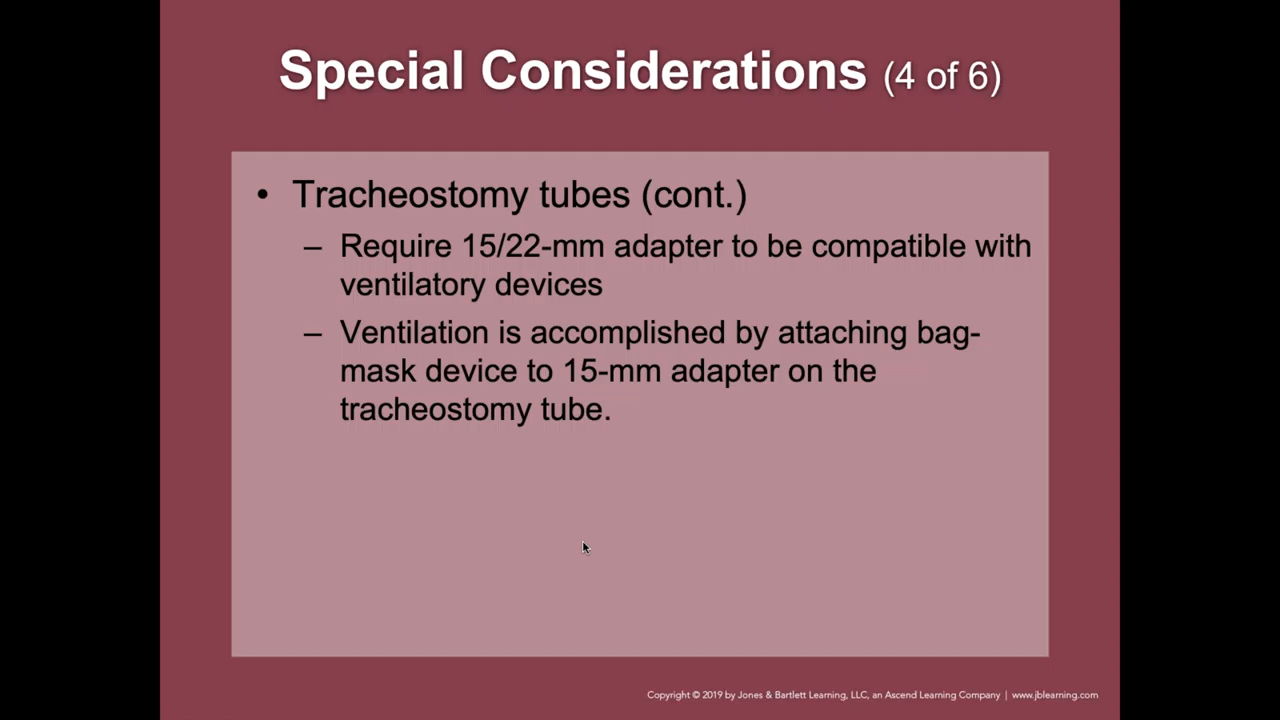 Special Considerations (4 of 6)
• Tracheostomy tubes (cont.)
– Require 15/22-mm adapter to be compatible with
ventilatory devices
– Ventilation is accomplished by attaching bag-
mask device to 15-mm adapter on the
tracheostomy tube.
Copyright © 2019 by Jones & Bartlett Learning, LLC, an Ascend Learning Company | www.jblearning.com